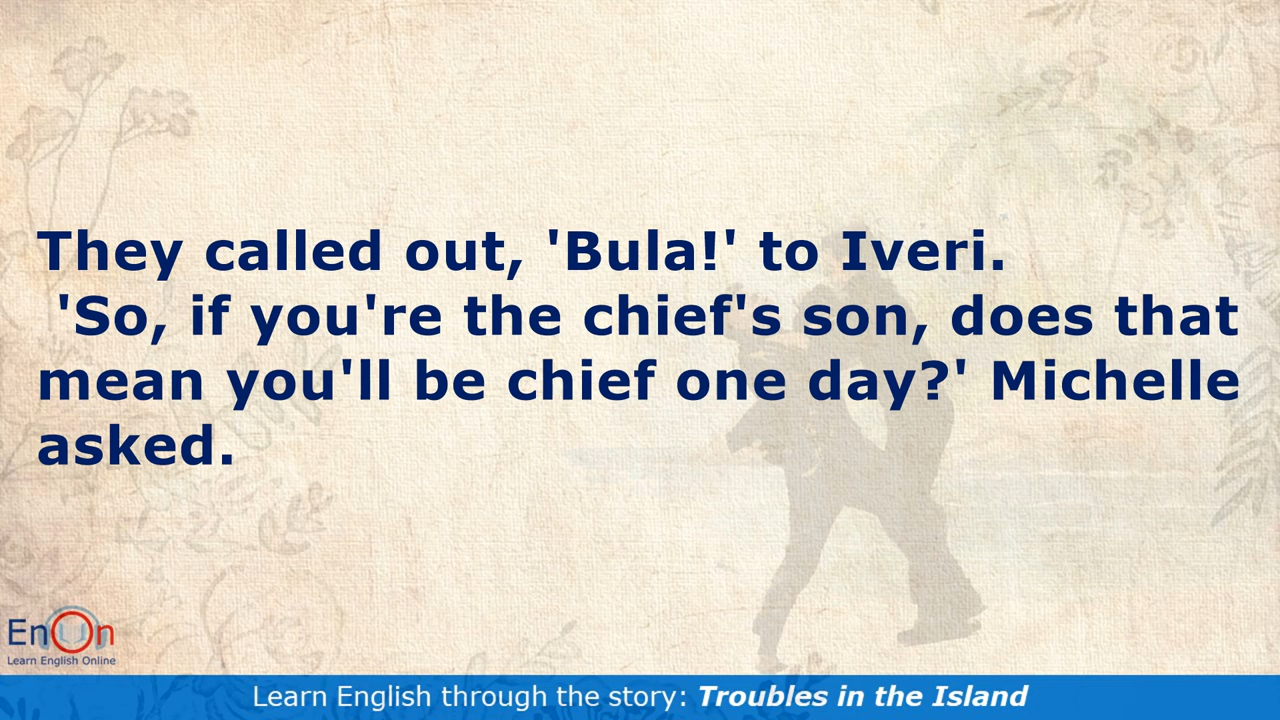 They called out, 'Bula!' to Iveri.
'So, if you're the chief's son, does that
mean you'll be chief one day?' Michelle
asked.
EnOn
Learn English Online
Learn English through the story: Troubles in the Island